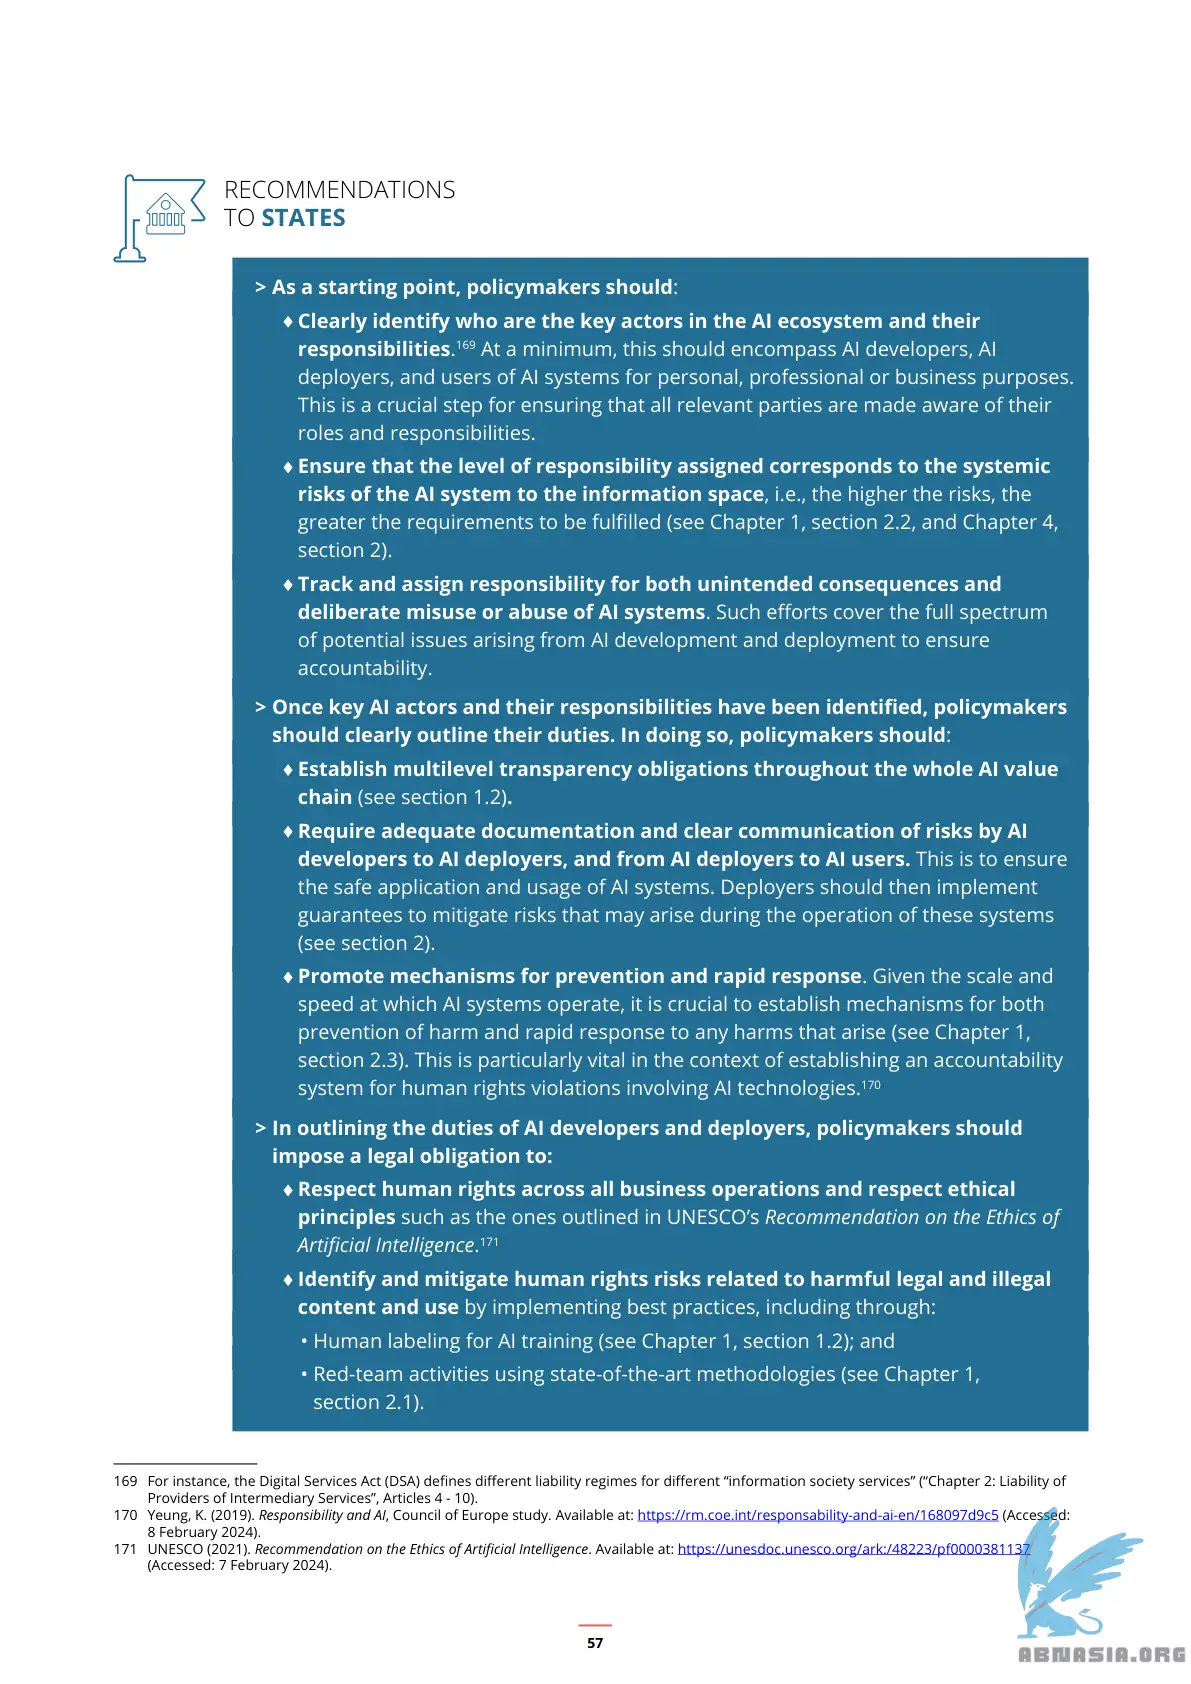 RECOMMENDATIONS
TO STATES
> As a starting point, policymakers should:
♦ Clearly identify who are the key actors in the AI ecosystem and their
responsibilities.169 At a minimum, this should encompass AI developers, AI
deployers, and users of AI systems for personal, professional or business purposes.
This is a crucial step for ensuring that all relevant parties are made aware of their
roles and responsibilities.
♦ Ensure that the level of responsibility assigned corresponds to the systemic
risks of the AI system to the information space, i.e., the higher the risks, the
greater the requirements to be fulfilled (see Chapter 1, section 2.2, and Chapter 4,
section 2).
♦ Track and assign responsibility for both unintended consequences and
deliberate misuse or abuse of AI systems. Such efforts cover the full spectrum
of potential issues arising from AI development and deployment to ensure
accountability.
> Once key AI actors and their responsibilities have been identified, policymakers
should clearly outline their duties. In doing so, policymakers should:
♦ Establish multilevel transparency obligations throughout the whole AI value
chain (see section 1.2).
♦ Require adequate documentation and clear communication of risks by AI
developers to AI deployers, and from AI deployers to AI users. This is to ensure
the safe application and usage of AI systems. Deployers should then implement
guarantees to mitigate risks that may arise during the operation of these systems
(see section 2).
♦ Promote mechanisms for prevention and rapid response. Given the scale and
speed at which AI systems operate, it is crucial to establish mechanisms for both
prevention of harm and rapid response to any harms that arise (see Chapter 1,
section 2.3). This is particularly vital in the context of establishing an accountability
system for human rights violations involving AI technologies.170
> In outlining the duties of AI developers and deployers, policymakers should
impose a legal obligation to:
♦ Respect human rights across all business operations and respect ethical
principles such as the ones outlined in UNESCO's Recommendation on the Ethics of
Artificial Intelligence.171
♦ Identify and mitigate human rights risks related to harmful legal and illegal
content and use by implementing best practices, including through:
• Human labeling for AI training (see Chapter 1, section 1.2); and
• Red-team activities using state-of-the-art methodologies (see Chapter 1,
section 2.1).
169 For instance, the Digital Services Act (DSA) defines different liability regimes for different “information society services” (“Chapter 2: Liability of
Providers of Intermediary Services”, Articles 4 - 10).
170 Yeung, K. (2019). Responsibility and AI, Council of Europe study. Available at: https://rm.coe.int/responsability-and-ai-en/168097d9c5 (Accessed:
8 February 2024).
171 UNESCO (2021). Recommendation on the Ethics of Artificial Intelligence. Available at: https://unesdoc.unesco.org/ark:/48223/pf0000381137
(Accessed: 7 February 2024).
57
ABNASIA.ORG